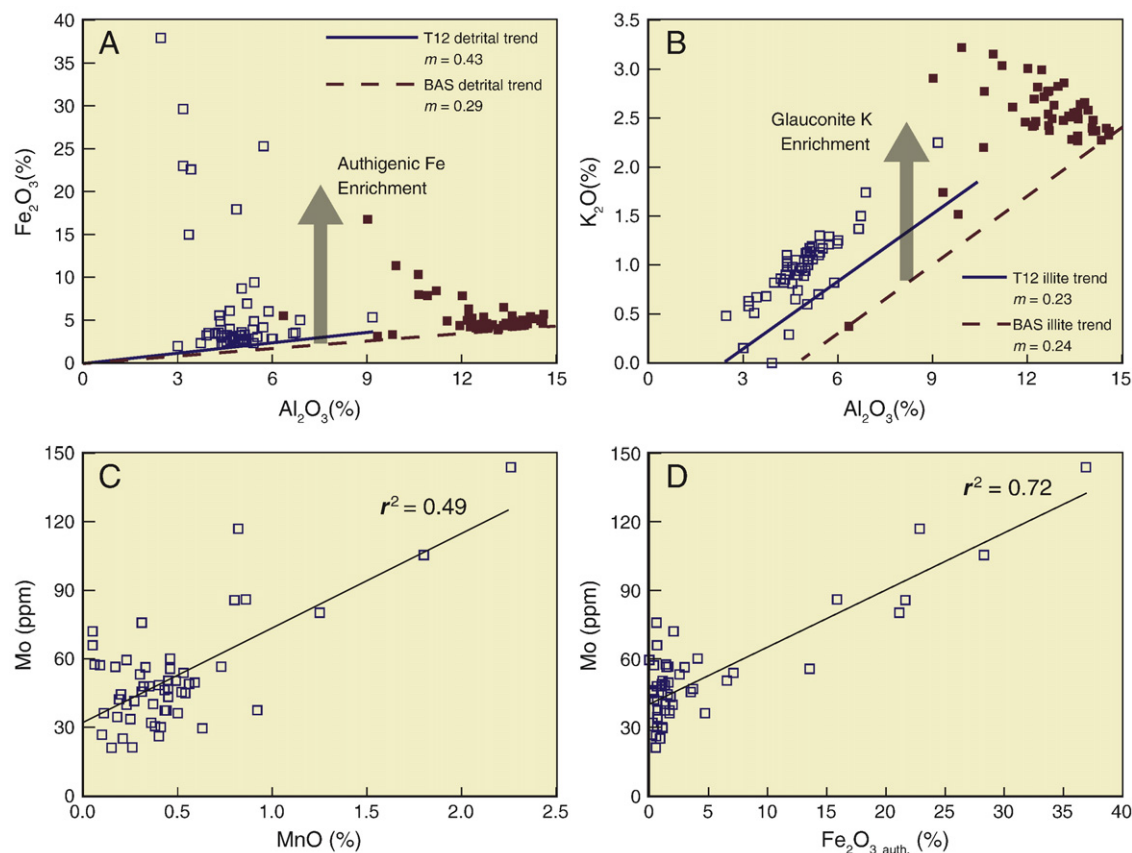 A
T12 detrital trend
m = 0.43
BAS detrital trend
m = 0.29
Authigenic Fe
Enrichment
Fe2O3(%)
40
35
30
25
20
15
10
5
0
0 3 6 9 12 15
Al2O3(%)
B
Glauconite K
Enrichment
T12 illite trend
m = 0.23
BAS illite trend
m = 0.24
K2O(%)
3.5
3.0
2.5
2.0
1.5
1.0
0.5
0.0
0 3 6 9 12 15
Al2O3(%)
C
r2 = 0.49
Mo (ppm)
150
120
90
60
30
0
0.0 0.5 1.0 1.5 2.0 2.5
MnO (%)
D
r2 = 0.72
Mo (ppm)
150
120
90
60
30
0
0 5 10 15 20 25 30 35 40
Fe2O3 auth. (%)